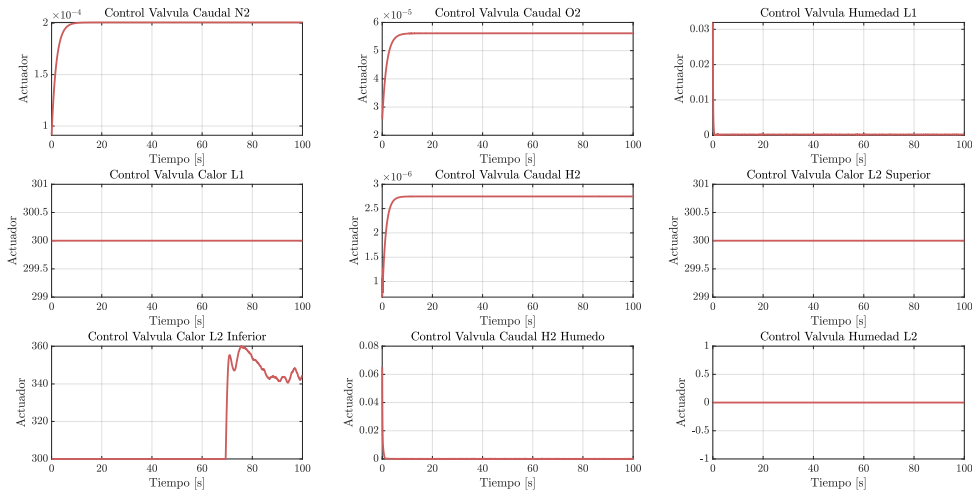 Control Valvula Caudal N2
×10⁻⁴
2
1.5
1
Actuador
0 20 40 60 80 100
Tiempo [s]
Control Valvula Caudal O2
×10⁻⁵
6
5
4
3
2
Actuador
0 20 40 60 80 100
Tiempo [s]
Control Valvula Humedad L1
0.03
0.02
0.01
0
Actuador
0 20 40 60 80 100
Tiempo [s]
Control Valvula Calor L1
301
300.5
300
299.5
299
Actuador
0 20 40 60 80 100
Tiempo [s]
Control Valvula Caudal H2
×10⁻⁶
3
2.5
2
1.5
1
Actuador
0 20 40 60 80 100
Tiempo [s]
Control Valvula Calor L2 Superior
301
300.5
300
299.5
299
Actuador
0 20 40 60 80 100
Tiempo [s]
Control Valvula Calor L2 Inferior
360
340
320
300
Actuador
0 20 40 60 80 100
Tiempo [s]
Control Valvula Caudal H2 Humedo
0.08
0.06
0.04
0.02
0
Actuador
0 20 40 60 80 100
Tiempo [s]
Control Valvula Humedad L2
1
0.5
0
-0.5
-1
Actuador
0 20 40 60 80 100
Tiempo [s]